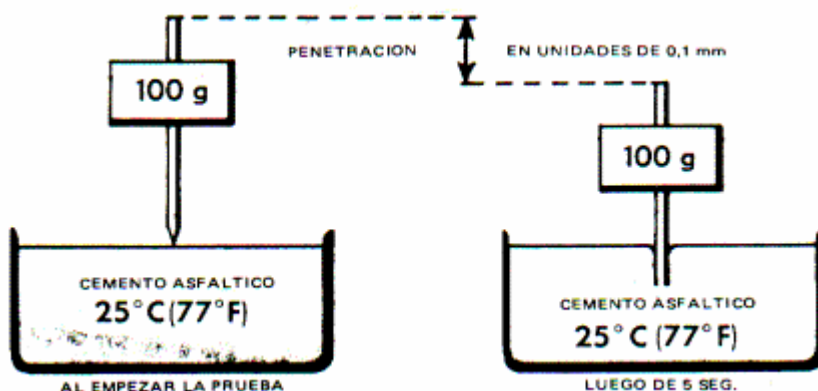 PENETRACION
EN UNIDADES DE 0,1 mm
100 g
100 g
CEMENTO ASFALTICO
25°C (77°F)
CEMENTO ASFALTICO
25°C (77°F)
AL EMPEZAR LA PRUEBA
LUEGO DE 5 SEG.